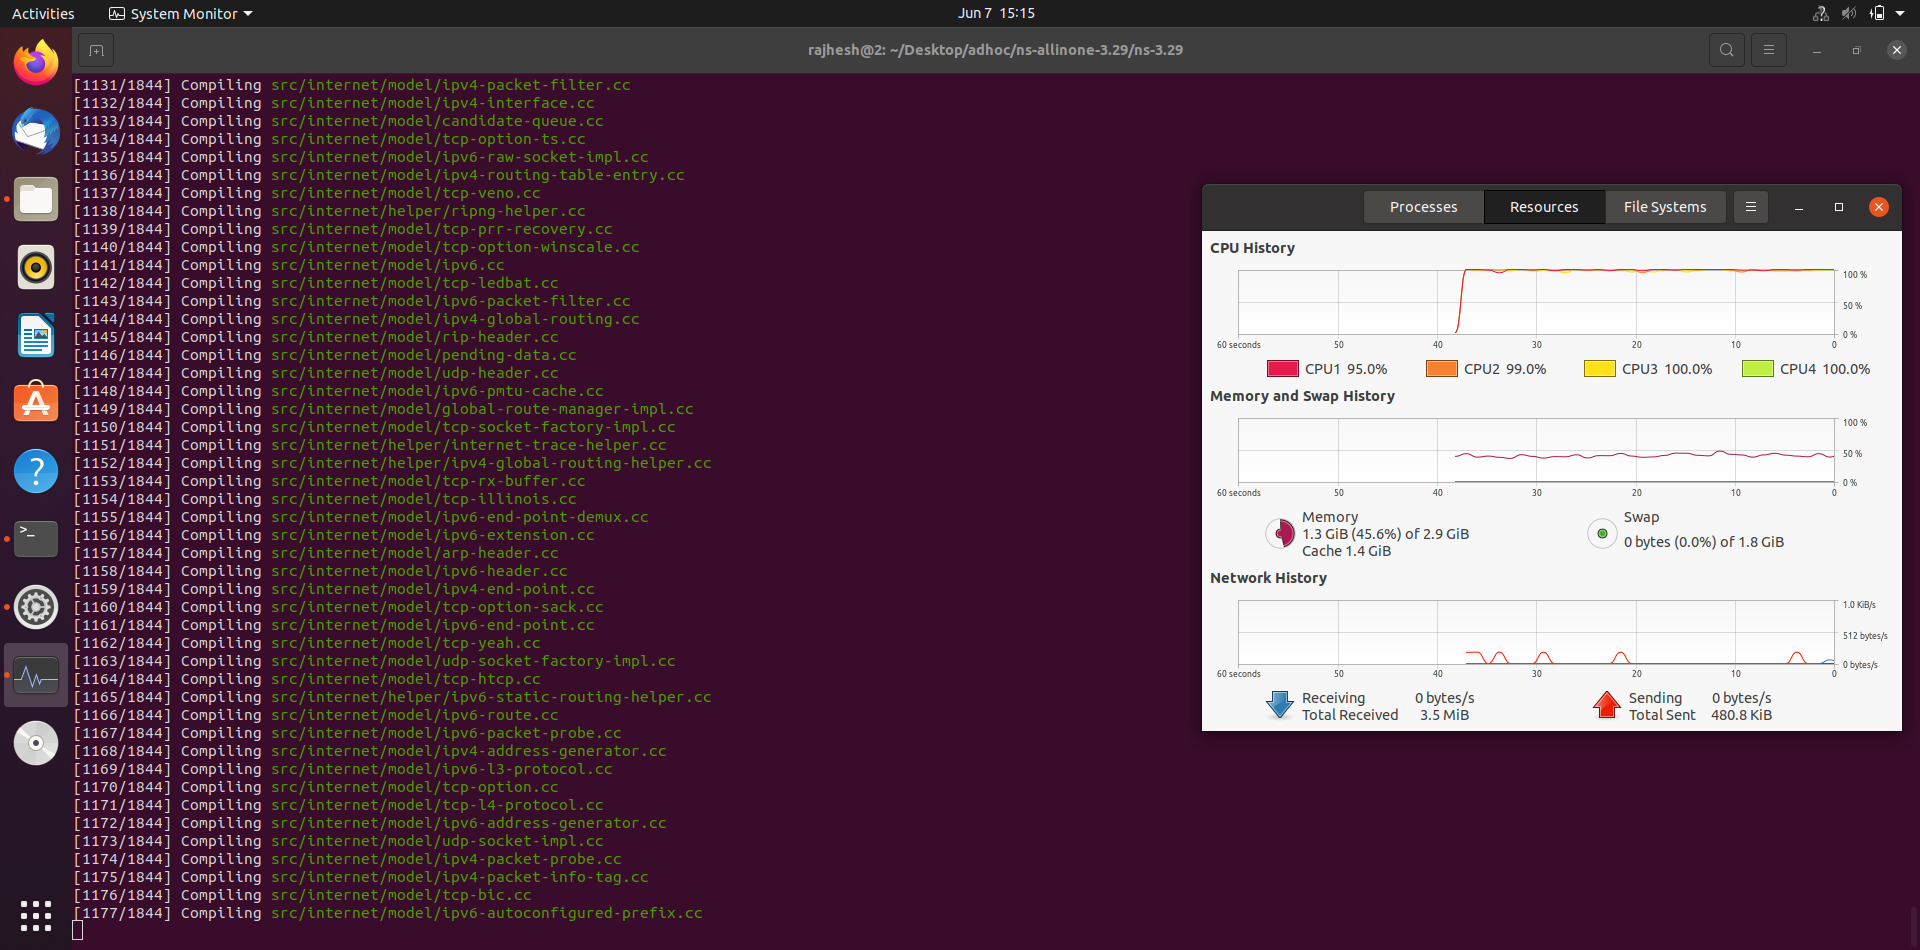 Activities
System Monitor
Jun 7 15:15
rajhesh@2: ~/Desktop/adhoc/ns-allinone-3.29/ns-3.29
[1131/1844] Compiling src/internet/model/ipv4-packet-filter.cc
[1132/1844] Compiling src/internet/model/ipv4-interface.cc
[1133/1844] Compiling src/internet/model/candidate-queue.cc
[1134/1844] Compiling src/internet/model/tcp-option-ts.cc
[1135/1844] Compiling src/internet/model/ipv6-raw-socket-impl.cc
[1136/1844] Compiling src/internet/model/ipv4-routing-table-entry.cc
[1137/1844] Compiling src/internet/model/tcp-veno.cc
[1138/1844] Compiling src/internet/helper/ripng-helper.cc
[1139/1844] Compiling src/internet/model/tcp-prr-recovery.cc
[1140/1844] Compiling src/internet/model/tcp-option-winscale.cc
[1141/1844] Compiling src/internet/model/ipv6.cc
[1142/1844] Compiling src/internet/model/tcp-ledbat.cc
[1143/1844] Compiling src/internet/model/ipv6-packet-filter.cc
[1144/1844] Compiling src/internet/model/ipv4-global-routing.cc
[1145/1844] Compiling src/internet/model/rip-header.cc
[1146/1844] Compiling src/internet/model/pending-data.cc
[1147/1844] Compiling src/internet/model/udp-header.cc
[1148/1844] Compiling src/internet/model/ipv6-pmtu-cache.cc
[1149/1844] Compiling src/internet/model/global-route-manager-impl.cc
[1150/1844] Compiling src/internet/model/tcp-socket-factory-impl.cc
[1151/1844] Compiling src/internet/helper/internet-trace-helper.cc
[1152/1844] Compiling src/internet/helper/ipv4-global-routing-helper.cc
[1153/1844] Compiling src/internet/model/tcp-rx-buffer.cc
[1154/1844] Compiling src/internet/model/tcp-illinois.cc
[1155/1844] Compiling src/internet/model/ipv6-end-point-demux.cc
[1156/1844] Compiling src/internet/model/ipv6-extension.cc
[1157/1844] Compiling src/internet/model/arp-header.cc
[1158/1844] Compiling src/internet/model/ipv6-header.cc
[1159/1844] Compiling src/internet/model/ipv4-end-point.cc
[1160/1844] Compiling src/internet/model/tcp-option-sack.cc
[1161/1844] Compiling src/internet/model/ipv6-end-point.cc
[1162/1844] Compiling src/internet/model/tcp-yeah.cc
[1163/1844] Compiling src/internet/model/udp-socket-factory-impl.cc
[1164/1844] Compiling src/internet/model/tcp-htcp.cc
[1165/1844] Compiling src/internet/helper/ipv6-static-routing-helper.cc
[1166/1844] Compiling src/internet/model/ipv6-route.cc
[1167/1844] Compiling src/internet/model/ipv6-packet-probe.cc
[1168/1844] Compiling src/internet/model/ipv4-address-generator.cc
[1169/1844] Compiling src/internet/model/ipv6-l3-protocol.cc
[1170/1844] Compiling src/internet/model/tcp-option.cc
[1171/1844] Compiling src/internet/model/tcp-l4-protocol.cc
[1172/1844] Compiling src/internet/model/ipv6-address-generator.cc
[1173/1844] Compiling src/internet/model/udp-socket-impl.cc
[1174/1844] Compiling src/internet/model/ipv4-packet-probe.cc
[1175/1844] Compiling src/internet/model/ipv4-packet-info-tag.cc
[1176/1844] Compiling src/internet/model/tcp-bic.cc
[1177/1844] Compiling src/internet/model/ipv6-autoconfigured-prefix.cc
Processes Resources File Systems
CPU History
100 %
50 %
0 %
60 seconds 50 40 30 20 10 0
CPU1 95.0% CPU2 99.0% CPU3 100.0% CPU4 100.0%
Memory and Swap History
100 %
50 %
0 %
60 seconds 50 40 30 20 10 0
Memory
1.3 GiB (45.6%) of 2.9 GiB
Cache 1.4 GiB
Swap
0 bytes (0.0%) of 1.8 GiB
Network History
1.0 KiB/s
512 bytes/s
0 bytes/s
60 seconds 50 40 30 20 10 0
Receiving 0 bytes/s
Total Received 3.5 MiB
Sending 0 bytes/s
Total Sent 480.8 KiB